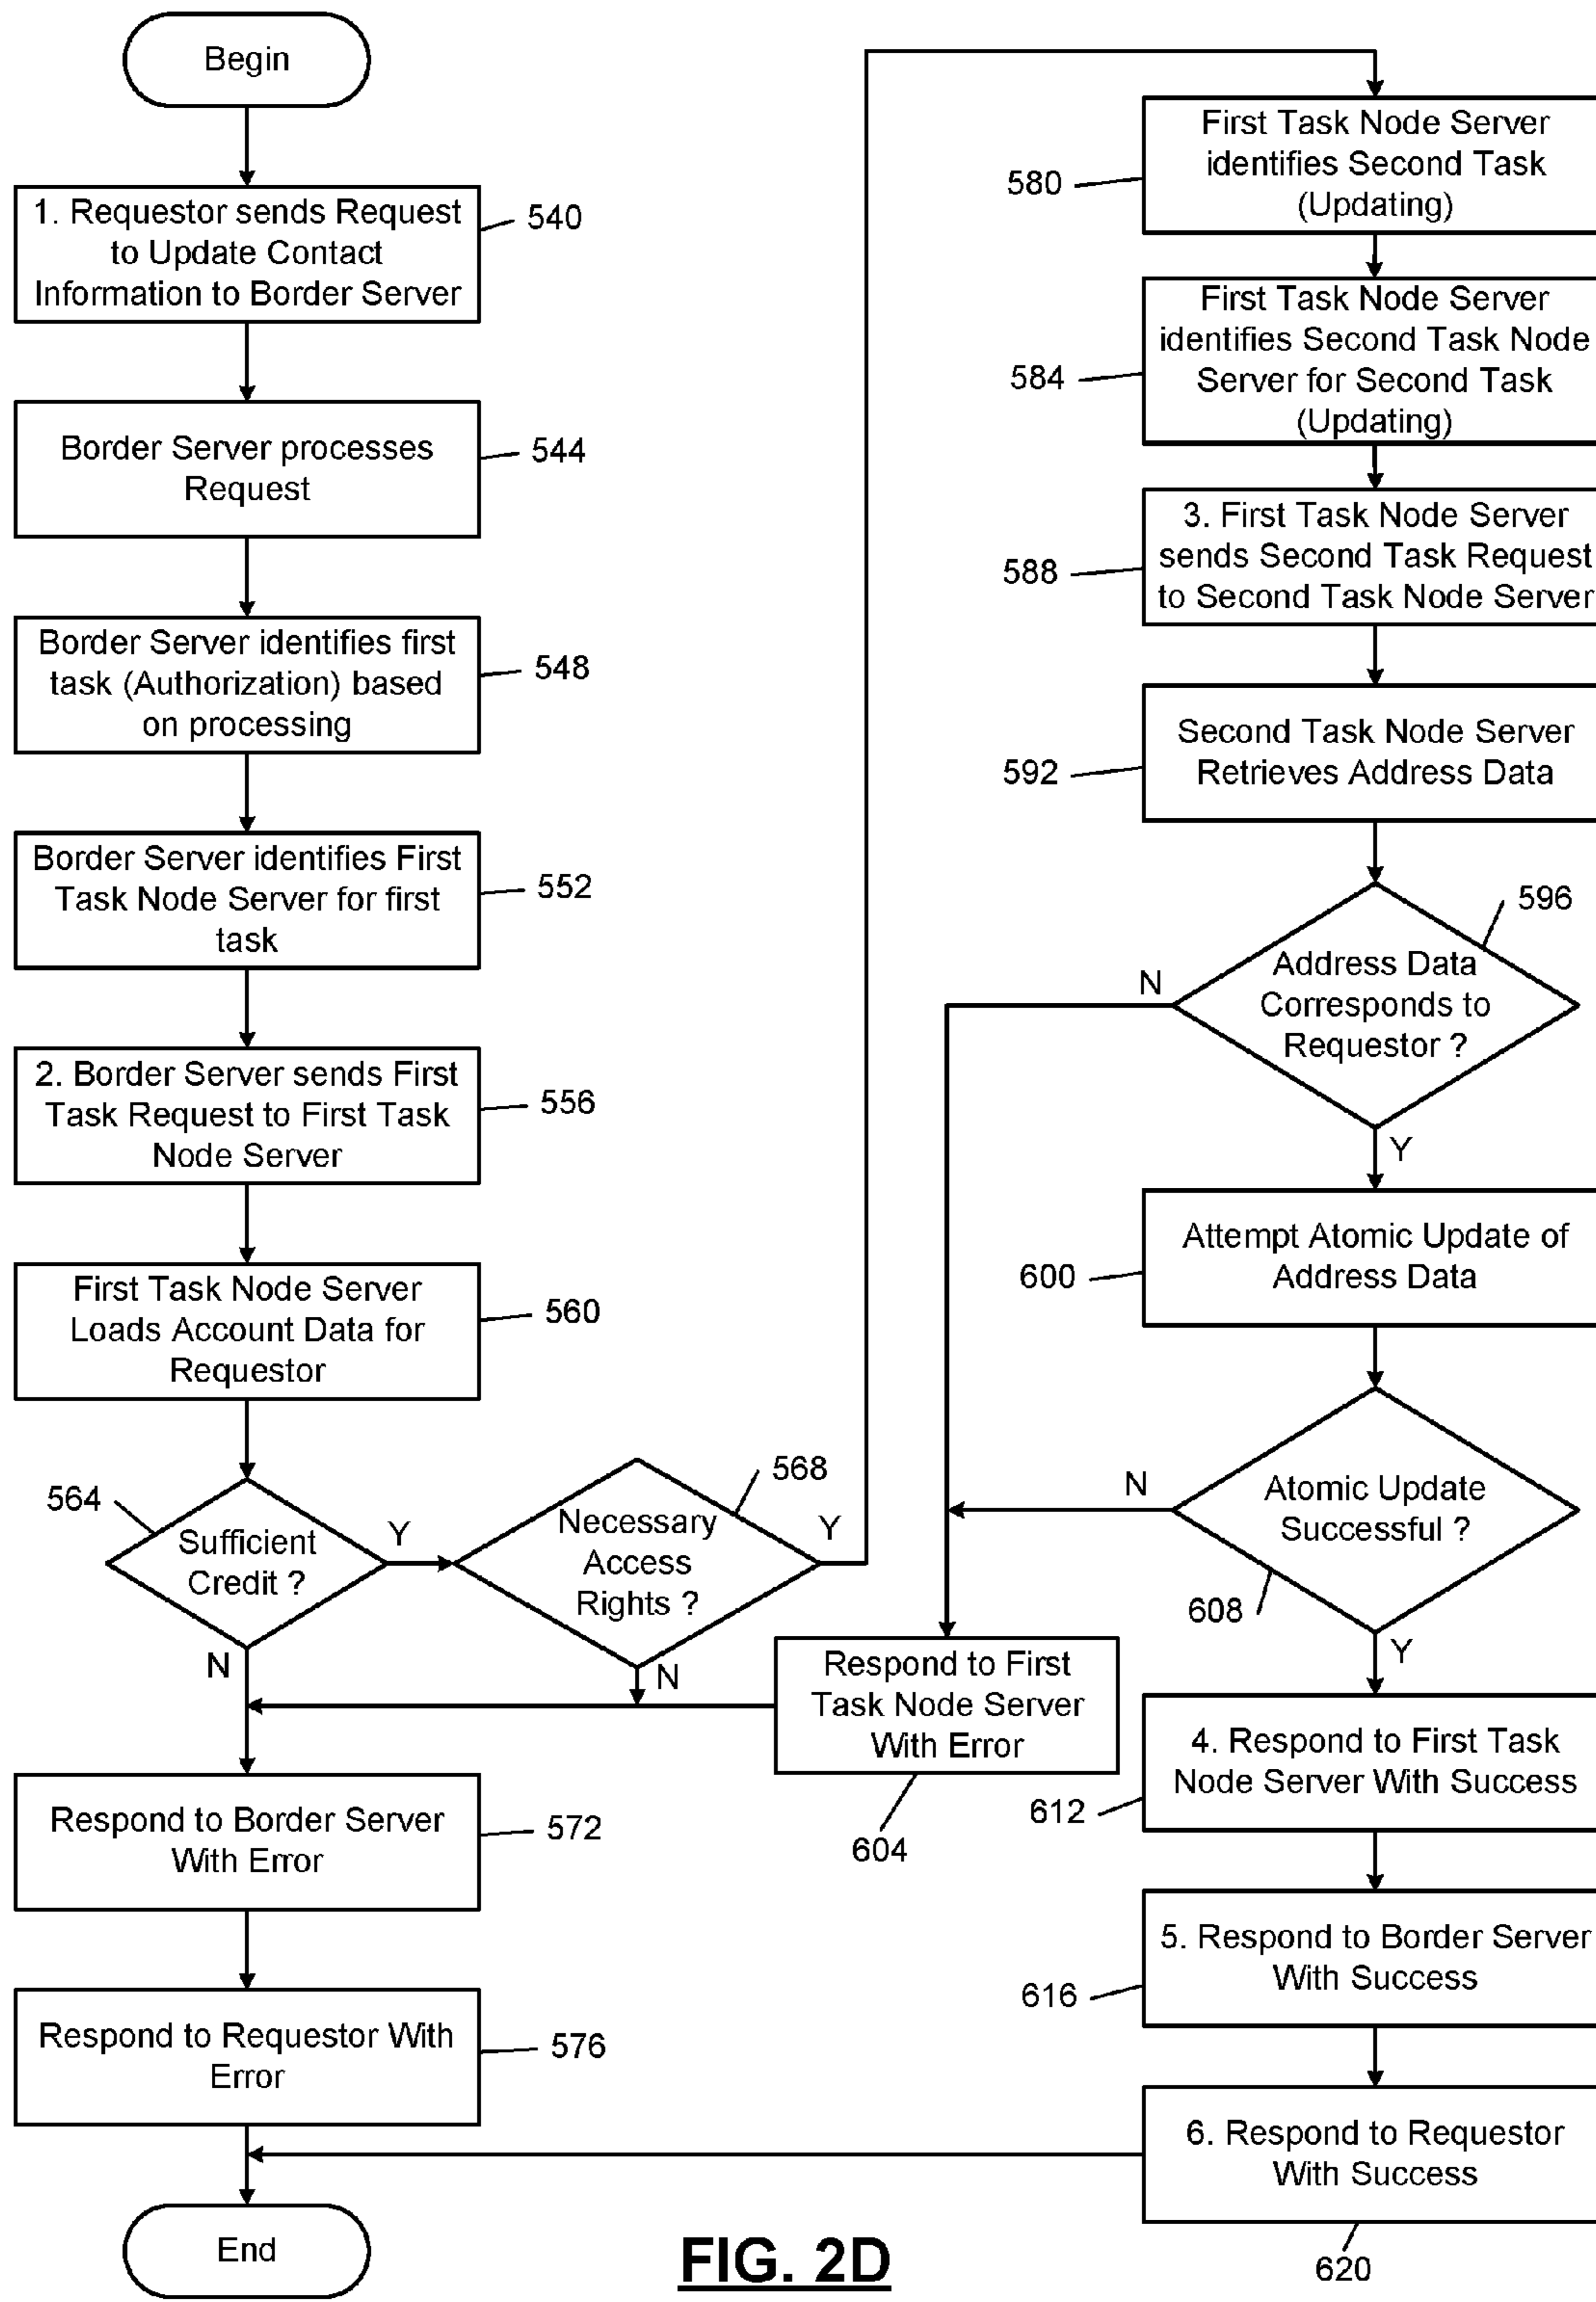 Begin
1. Requestor sends Request
to Update Contact
Information to Border Server
540
Border Server processes
Request
544
Border Server identifies first
task (Authorization) based
on processing
548
Border Server identifies First
Task Node Server for first
task
552
2. Border Server sends First
Task Request to First Task
Node Server
556
First Task Node Server
Loads Account Data for
Requestor
560
564
Sufficient
Credit ?
Y
N
568
Necessary
Access
Rights ?
Y
N
Respond to Border Server
With Error
572
Respond to Requestor With
Error
576
End
First Task Node Server
identifies Second Task
(Updating)
580
First Task Node Server
identifies Second Task Node
Server for Second Task
(Updating)
584
3. First Task Node Server
sends Second Task Request
to Second Task Node Server
588
Second Task Node Server
Retrieves Address Data
592
596
Address Data
Corresponds to
Requestor ?
N
Y
Attempt Atomic Update of
Address Data
600
Atomic Update
Successful ?
N
608
Y
Respond to First
Task Node Server
With Error
604
4. Respond to First Task
Node Server With Success
612
5. Respond to Border Server
With Success
616
6. Respond to Requestor
With Success
620
FIG. 2D